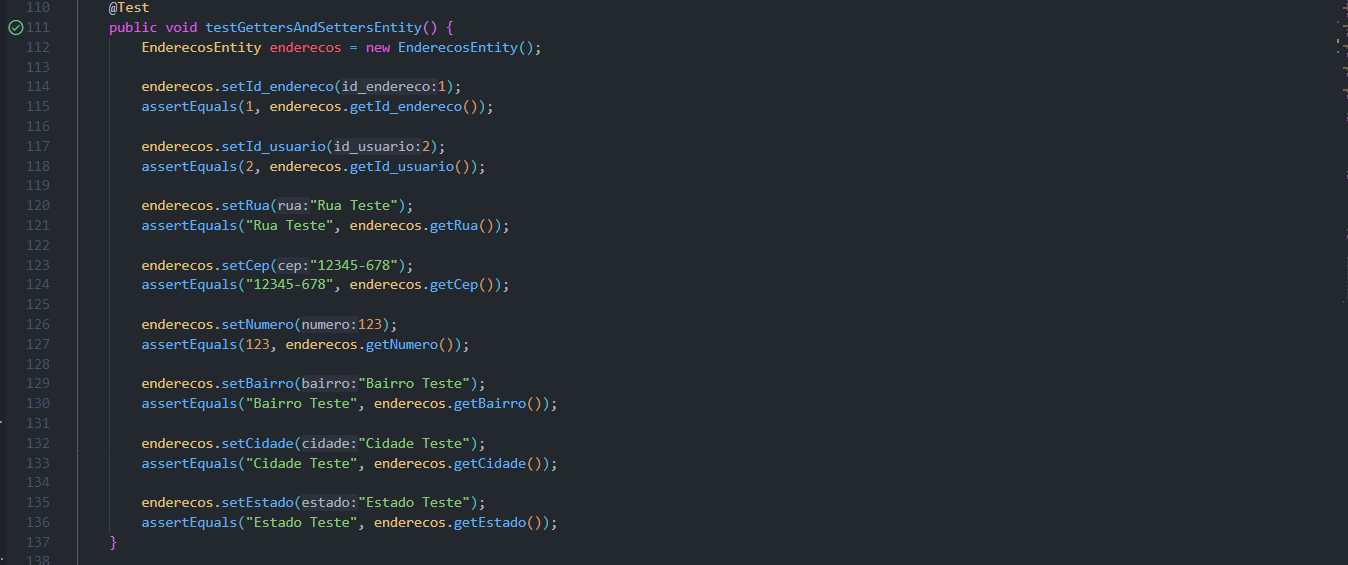 110 @Test
111 public void testGettersAndSettersEntity() {
112 EnderecosEntity enderecos = new EnderecosEntity();
113
114 enderecos.setId_endereco(id_endereco:1);
115 assertEquals(1, enderecos.getId_endereco());
116
117 enderecos.setId_usuario(id_usuario:2);
118 assertEquals(2, enderecos.getId_usuario());
119
120 enderecos.setRua(rua:"Rua Teste");
121 assertEquals("Rua Teste", enderecos.getRua());
122
123 enderecos.setCep(cep:"12345-678");
124 assertEquals("12345-678", enderecos.getCep());
125
126 enderecos.setNumero(numero:123);
127 assertEquals(123, enderecos.getNumero());
128
129 enderecos.setBairro(bairro:"Bairro Teste");
130 assertEquals("Bairro Teste", enderecos.getBairro());
131
132 enderecos.setCidade(cidade:"Cidade Teste");
133 assertEquals("Cidade Teste", enderecos.getCidade());
134
135 enderecos.setEstado(estado:"Estado Teste");
136 assertEquals("Estado Teste", enderecos.getEstado());
137 }
138